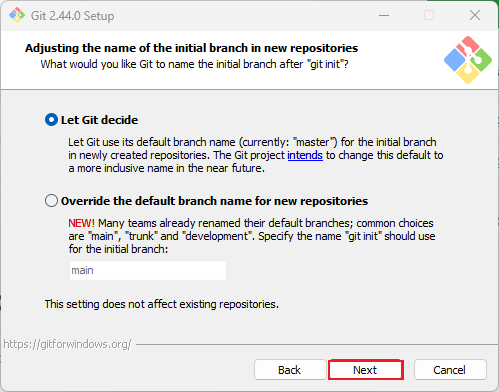 Git 2.44.0 Setup
Adjusting the name of the initial branch in new repositories
What would you like Git to name the initial branch after "git init"?
Let Git decide
Let Git use its default branch name (currently: "master") for the initial branch
in newly created repositories. The Git project intends to change this default to
a more inclusive name in the near future.
Override the default branch name for new repositories
NEW! Many teams already renamed their default branches; common choices
are "main", "trunk" and "development". Specify the name "git init" should use
for the initial branch:
main
This setting does not affect existing repositories.
https://gitforwindows.org/
Back
Next
Cancel